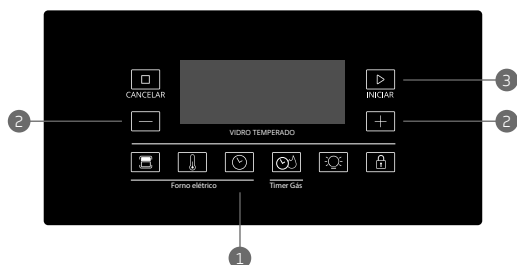 CANCELAR
INICIAR
3
2
2
VIDRO TEMPERADO
Forno elétrico
Timer Gás
1